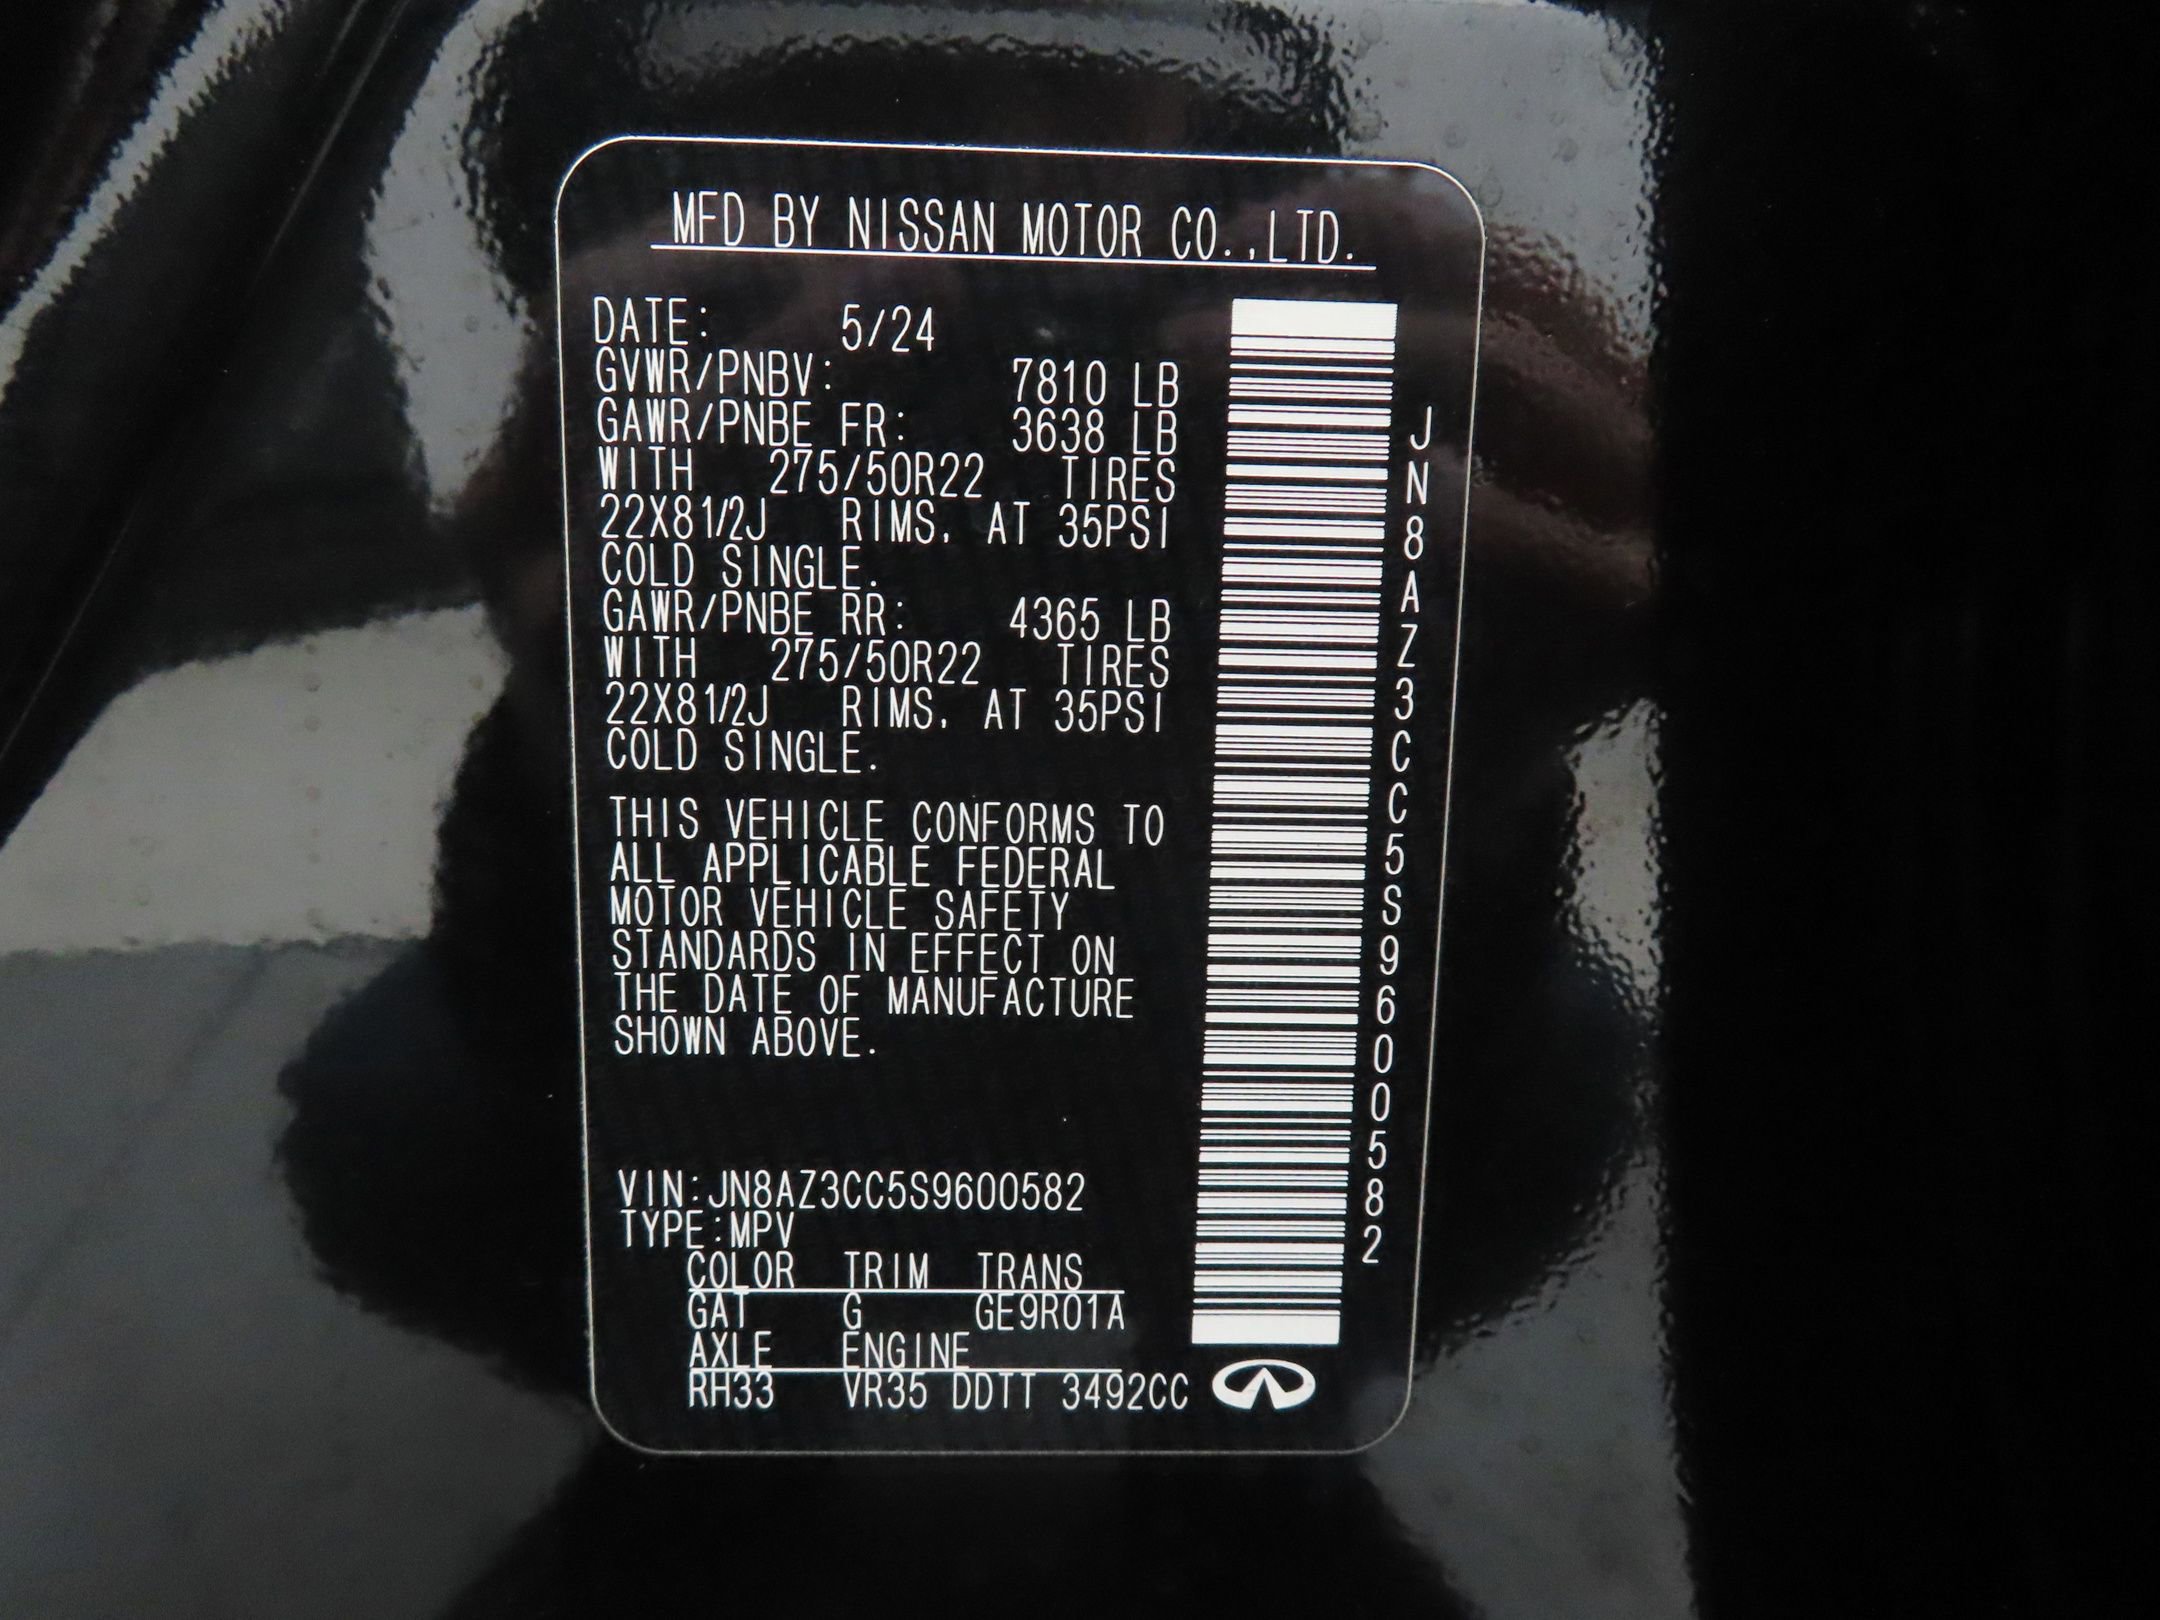 MFD BY NISSAN MOTOR CO.,LTD.
DATE: 5/24
GVWR/PNBV: 7810 LB
GAWR/PNBE FR: 3638 LB
WITH 275/50R22 TIRES
22X81/2J RIMS, AT 35PSI
COLD SINGLE.
GAWR/PNBE RR: 4365 LB
WITH 275/50R22 TIRES
22X81/2J RIMS, AT 35PSI
COLD SINGLE.
THIS VEHICLE CONFORMS TO
ALL APPLICABLE FEDERAL
MOTOR VEHICLE SAFETY
STANDARDS IN EFFECT ON
THE DATE OF MANUFACTURE
SHOWN ABOVE.
VIN:JN8AZ3CC5S9600582
TYPE:MPV
COLOR TRIM TRANS
GAT G GE9R01A
AXLE ENGINE
RH33 VR35 DDTT 3492CC
JN8AZ3CC5S9600582